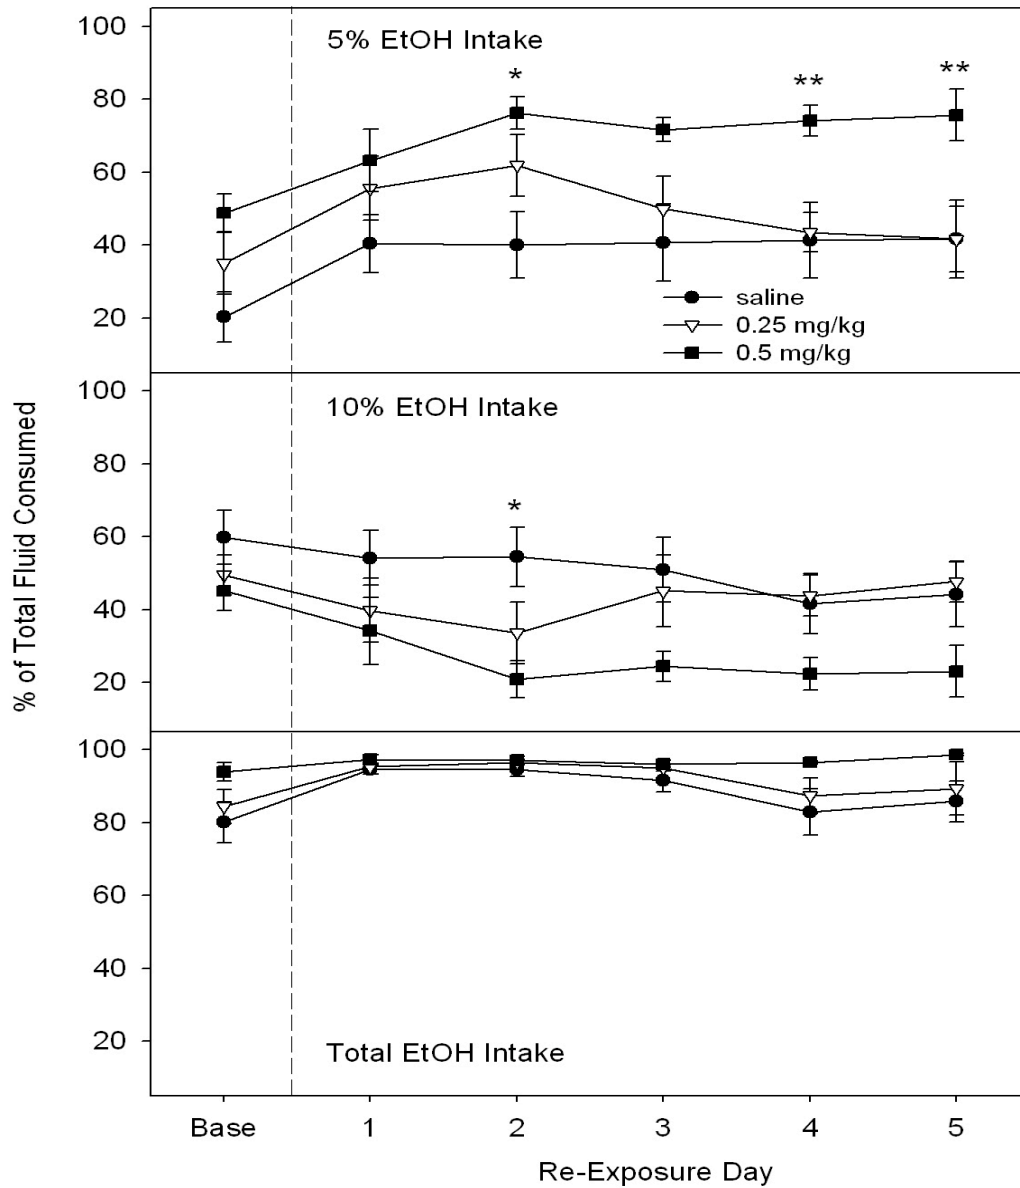 % of Total Fluid Consumed
100
80
60
40
20
5% EtOH Intake
*
**
**
saline
0.25 mg/kg
0.5 mg/kg
100
80
60
40
20
10% EtOH Intake
*
100
80
60
40
20
Total EtOH Intake
Base 1 2 3 4 5
Re-Exposure Day